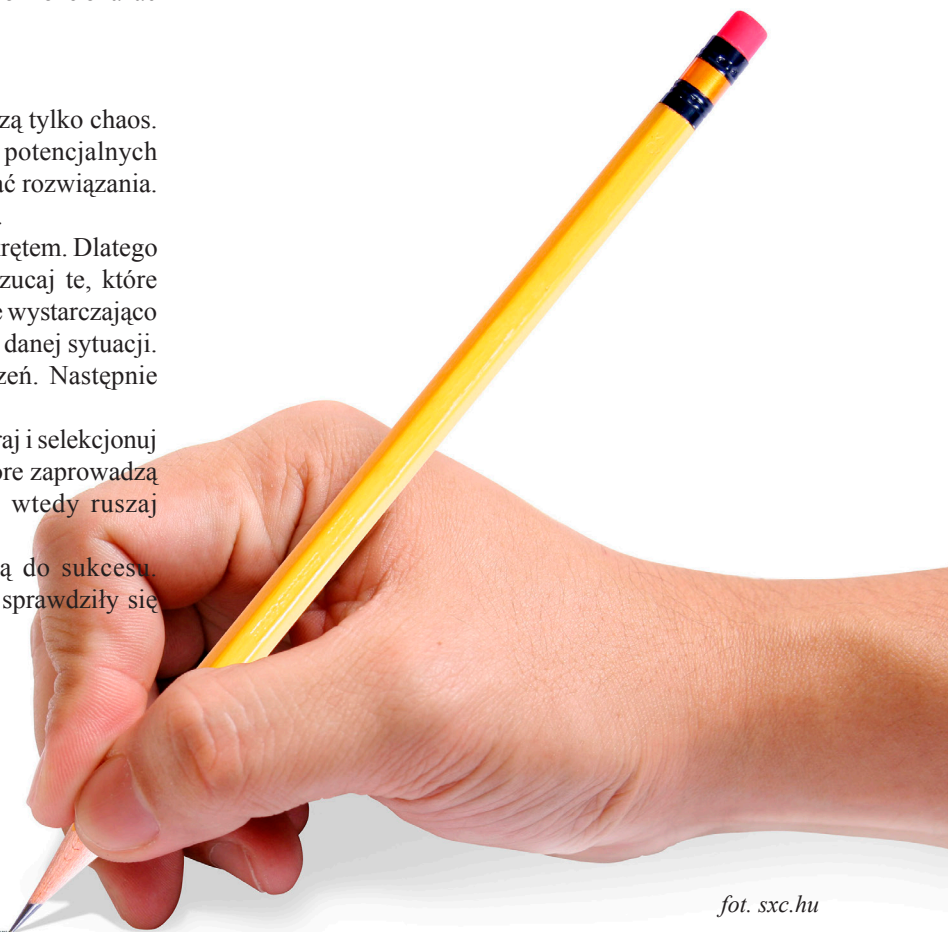 zą tylko chaos.
potencjalnych
ać rozwiązania.
.
rętem. Dlatego
zucaj te, które
e wystarczająco
danej sytuacji.
zeń. Następnie
raj i selekcjonuj
óre zaprowadzą
wtedy ruszaj
ą do sukcesu.
sprawdziły się
fot. sxc.hu